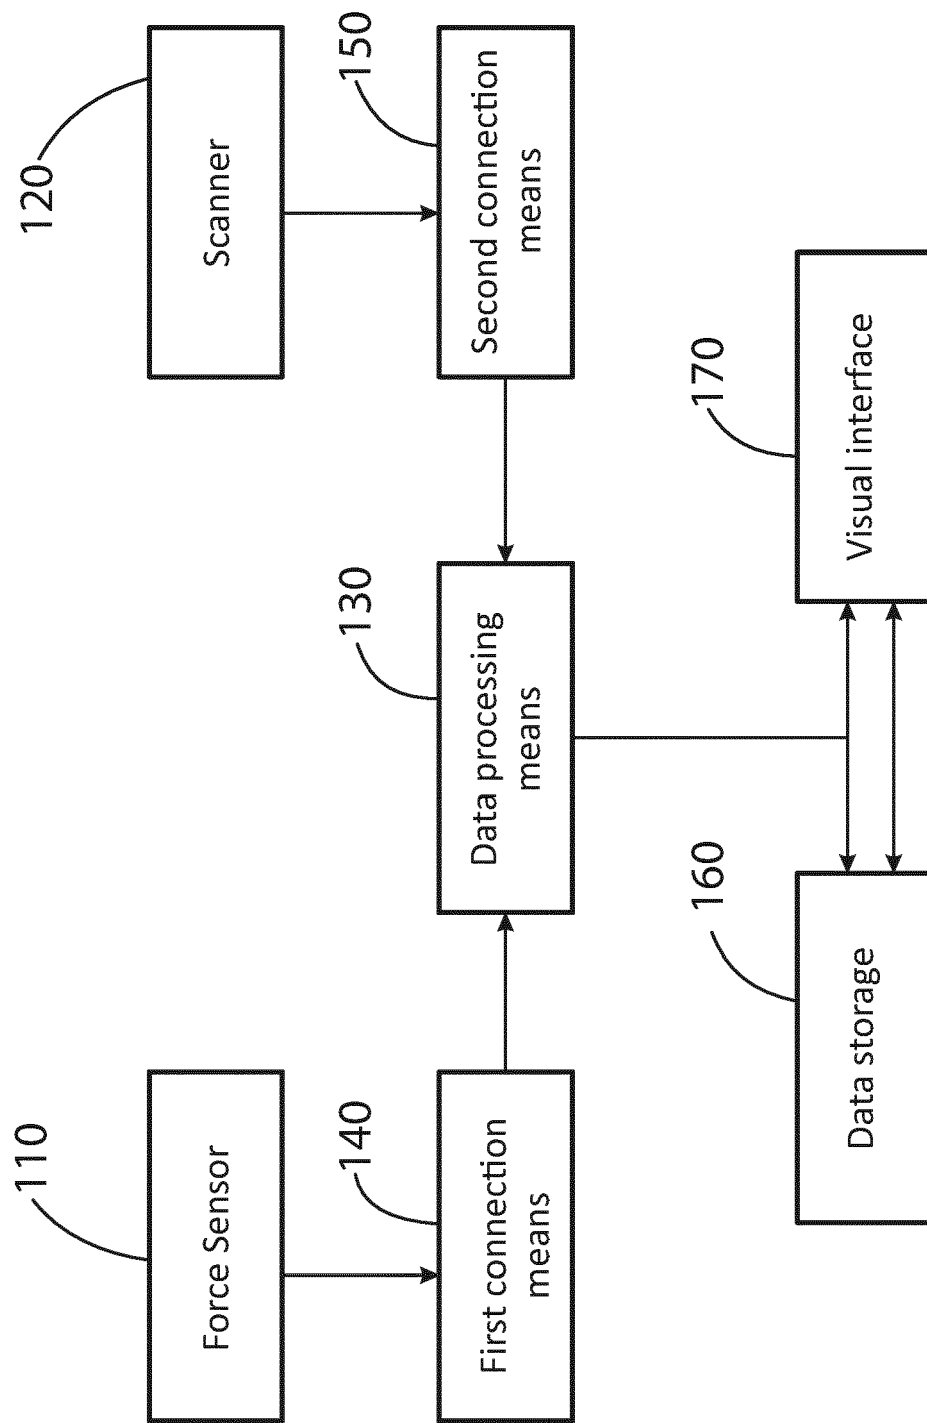 110
Force Sensor
120
Scanner
140
First connection
means
130
Data processing
means
150
Second connection
means
160
Data storage
170
Visual interface